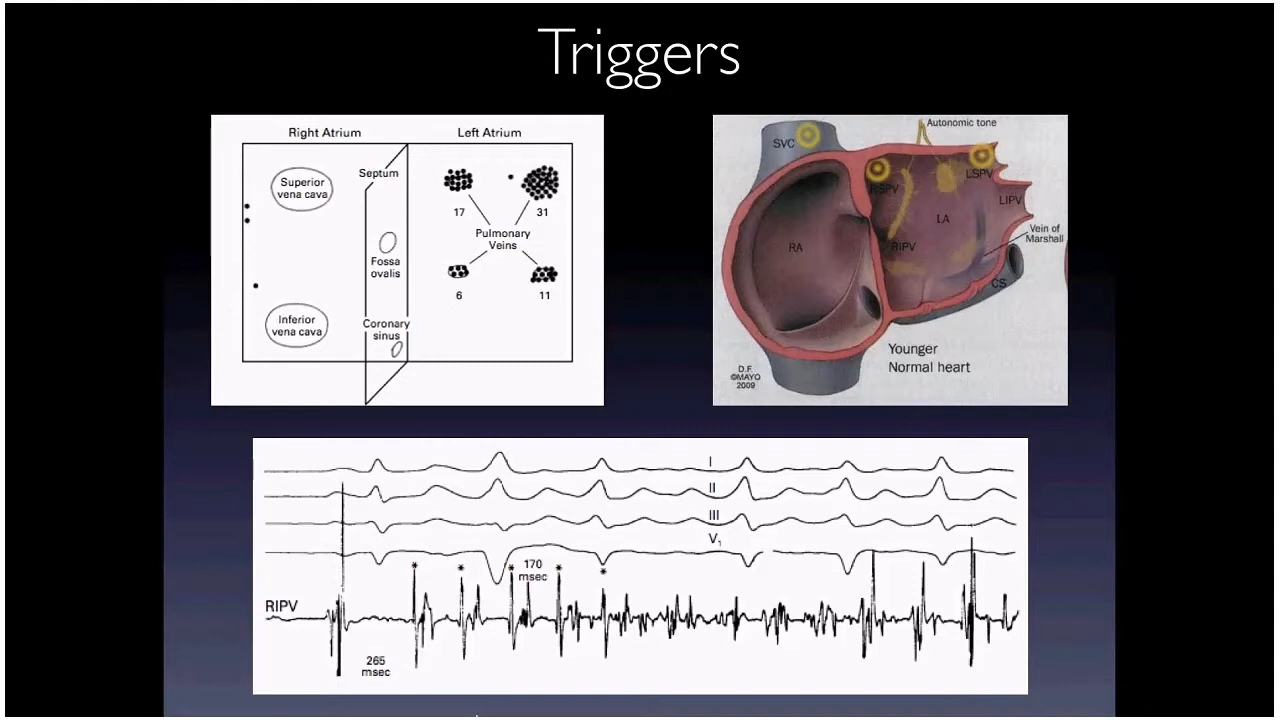 Triggers
Right Atrium
Left Atrium
Superior
vena cava
Septum
17
31
Pulmonary
Veins
Fossa
ovalis
6
11
Inferior
vena cava
Coronary
sinus
Autonomic tone
SVC
RSPV
LSPV
LIPV
LA
RA
RIPV
Vein of
Marshall
CS
Younger
Normal heart
D.F.
©MAYO
2009
I
II
III
V₁
* * * * *
170
msec
RIPV
265
msec